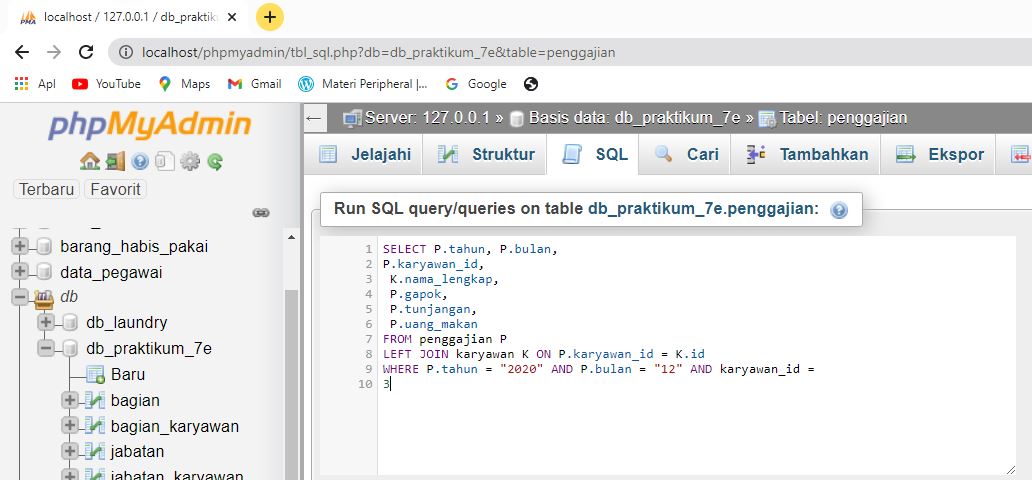 localhost / 127.0.0.1 / db_praktik
localhost/phpmyadmin/tbl_sql.php?db=db_praktikum_7e&table=penggajian
Apl YouTube Maps Gmail Materi Peripheral |... Google
phpMyAdmin
Terbaru Favorit
barang_habis_pakai
data_pegawai
db
db_laundry
db_praktikum_7e
Baru
bagian
bagian_karyawan
jabatan
jabatan_karyawan
Server: 127.0.0.1 » Basis data: db_praktikum_7e » Tabel: penggajian
Jelajahi Struktur SQL Cari Tambahkan Ekspor
Run SQL query/queries on table db_praktikum_7e.penggajian:
1 SELECT P.tahun, P.bulan,
2 P.karyawan_id,
3 K.nama_lengkap,
4 P.gapok,
5 P.tunjangan,
6 P.uang_makan
7 FROM penggajian P
8 LEFT JOIN karyawan K ON P.karyawan_id = K.id
9 WHERE P.tahun = "2020" AND P.bulan = "12" AND karyawan_id =
10 3